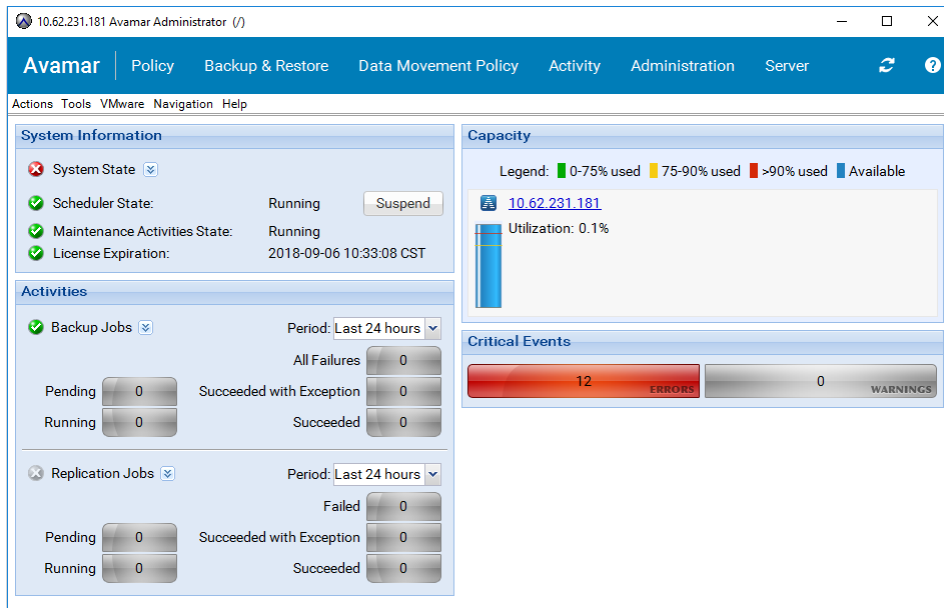 10.62.231.181 Avamar Administrator (/)
Avamar Policy Backup & Restore Data Movement Policy Activity Administration Server ?
Actions Tools VMware Navigation Help
System Information
System State
Scheduler State: Running Suspend
Maintenance Activities State: Running
License Expiration: 2018-09-06 10:33:08 CST
Activities
Backup Jobs Period: Last 24 hours
All Failures 0
Pending 0 Succeeded with Exception 0
Running 0 Succeeded 0
Replication Jobs Period: Last 24 hours
Failed 0
Pending 0 Succeeded with Exception 0
Running 0 Succeeded 0
Capacity
Legend: 0-75% used 75-90% used >90% used Available
10.62.231.181
Utilization: 0.1%
Critical Events
12 ERRORS 0 WARNINGS